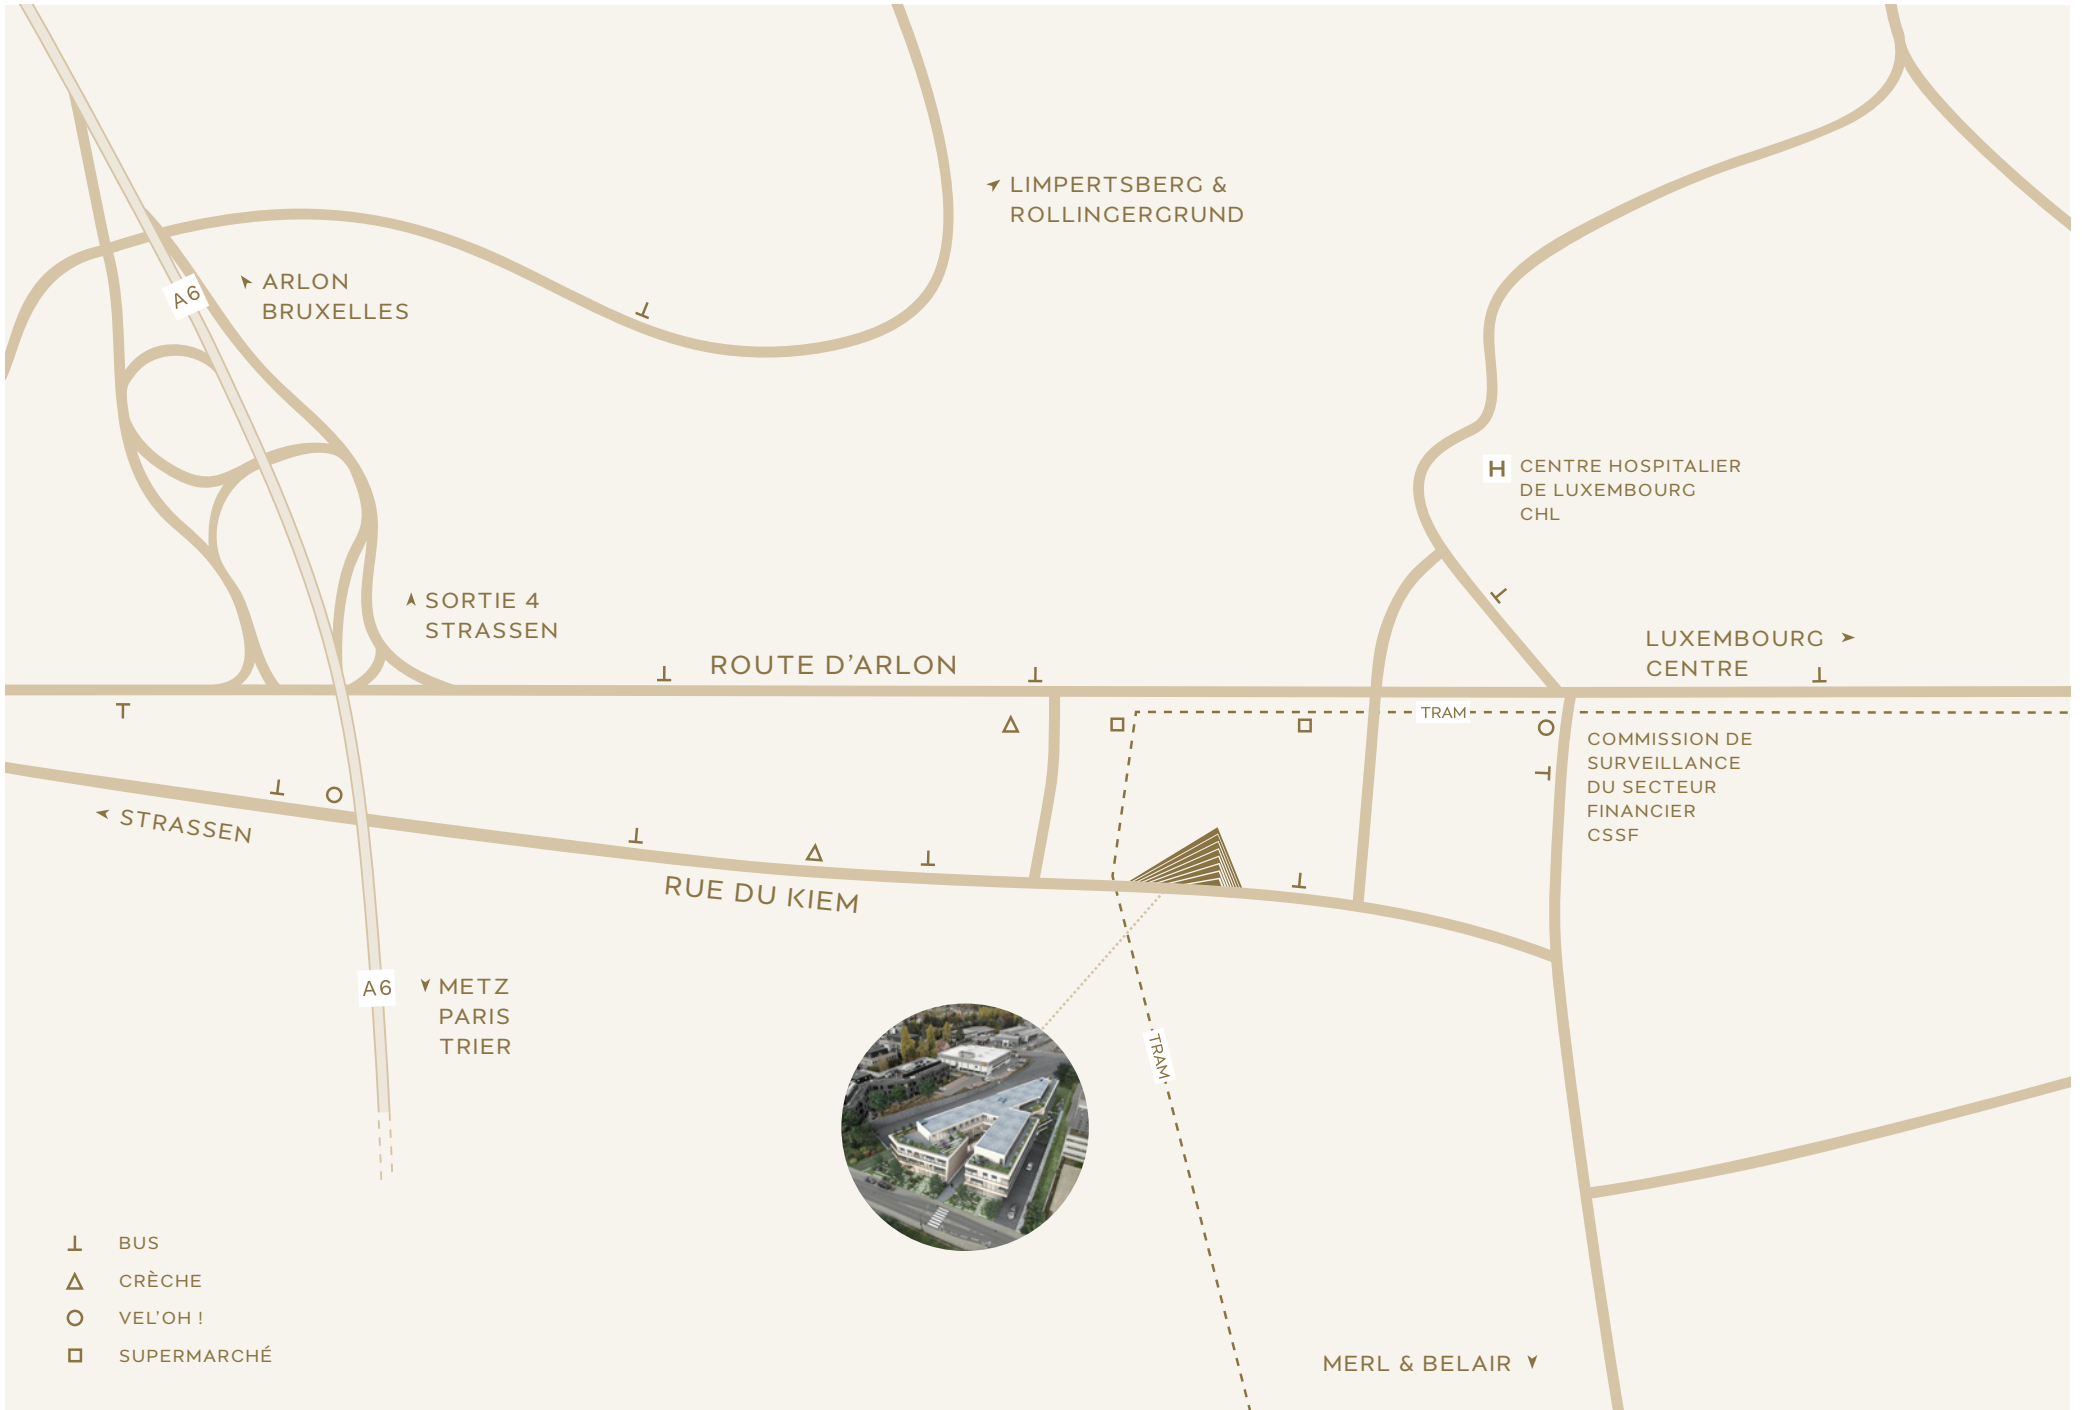 LIMPERTSBERG &
ROLLINGERGRUND
ARLON
BRUXELLES
A6
H
CENTRE HOSPITALIER
DE LUXEMBOURG
CHL
SORTIE 4
STRASSEN
LUXEMBOURG
CENTRE
ROUTE D’ARLON
TRAM
COMMISSION DE
SURVEILLANCE
DU SECTEUR
FINANCIER
CSSF
STRASSEN
RUE DU KIEM
A6
METZ
PARIS
TRIER
TRAM
BUS
CRÈCHE
VEL’OH !
SUPERMARCHÉ
MERL & BELAIR